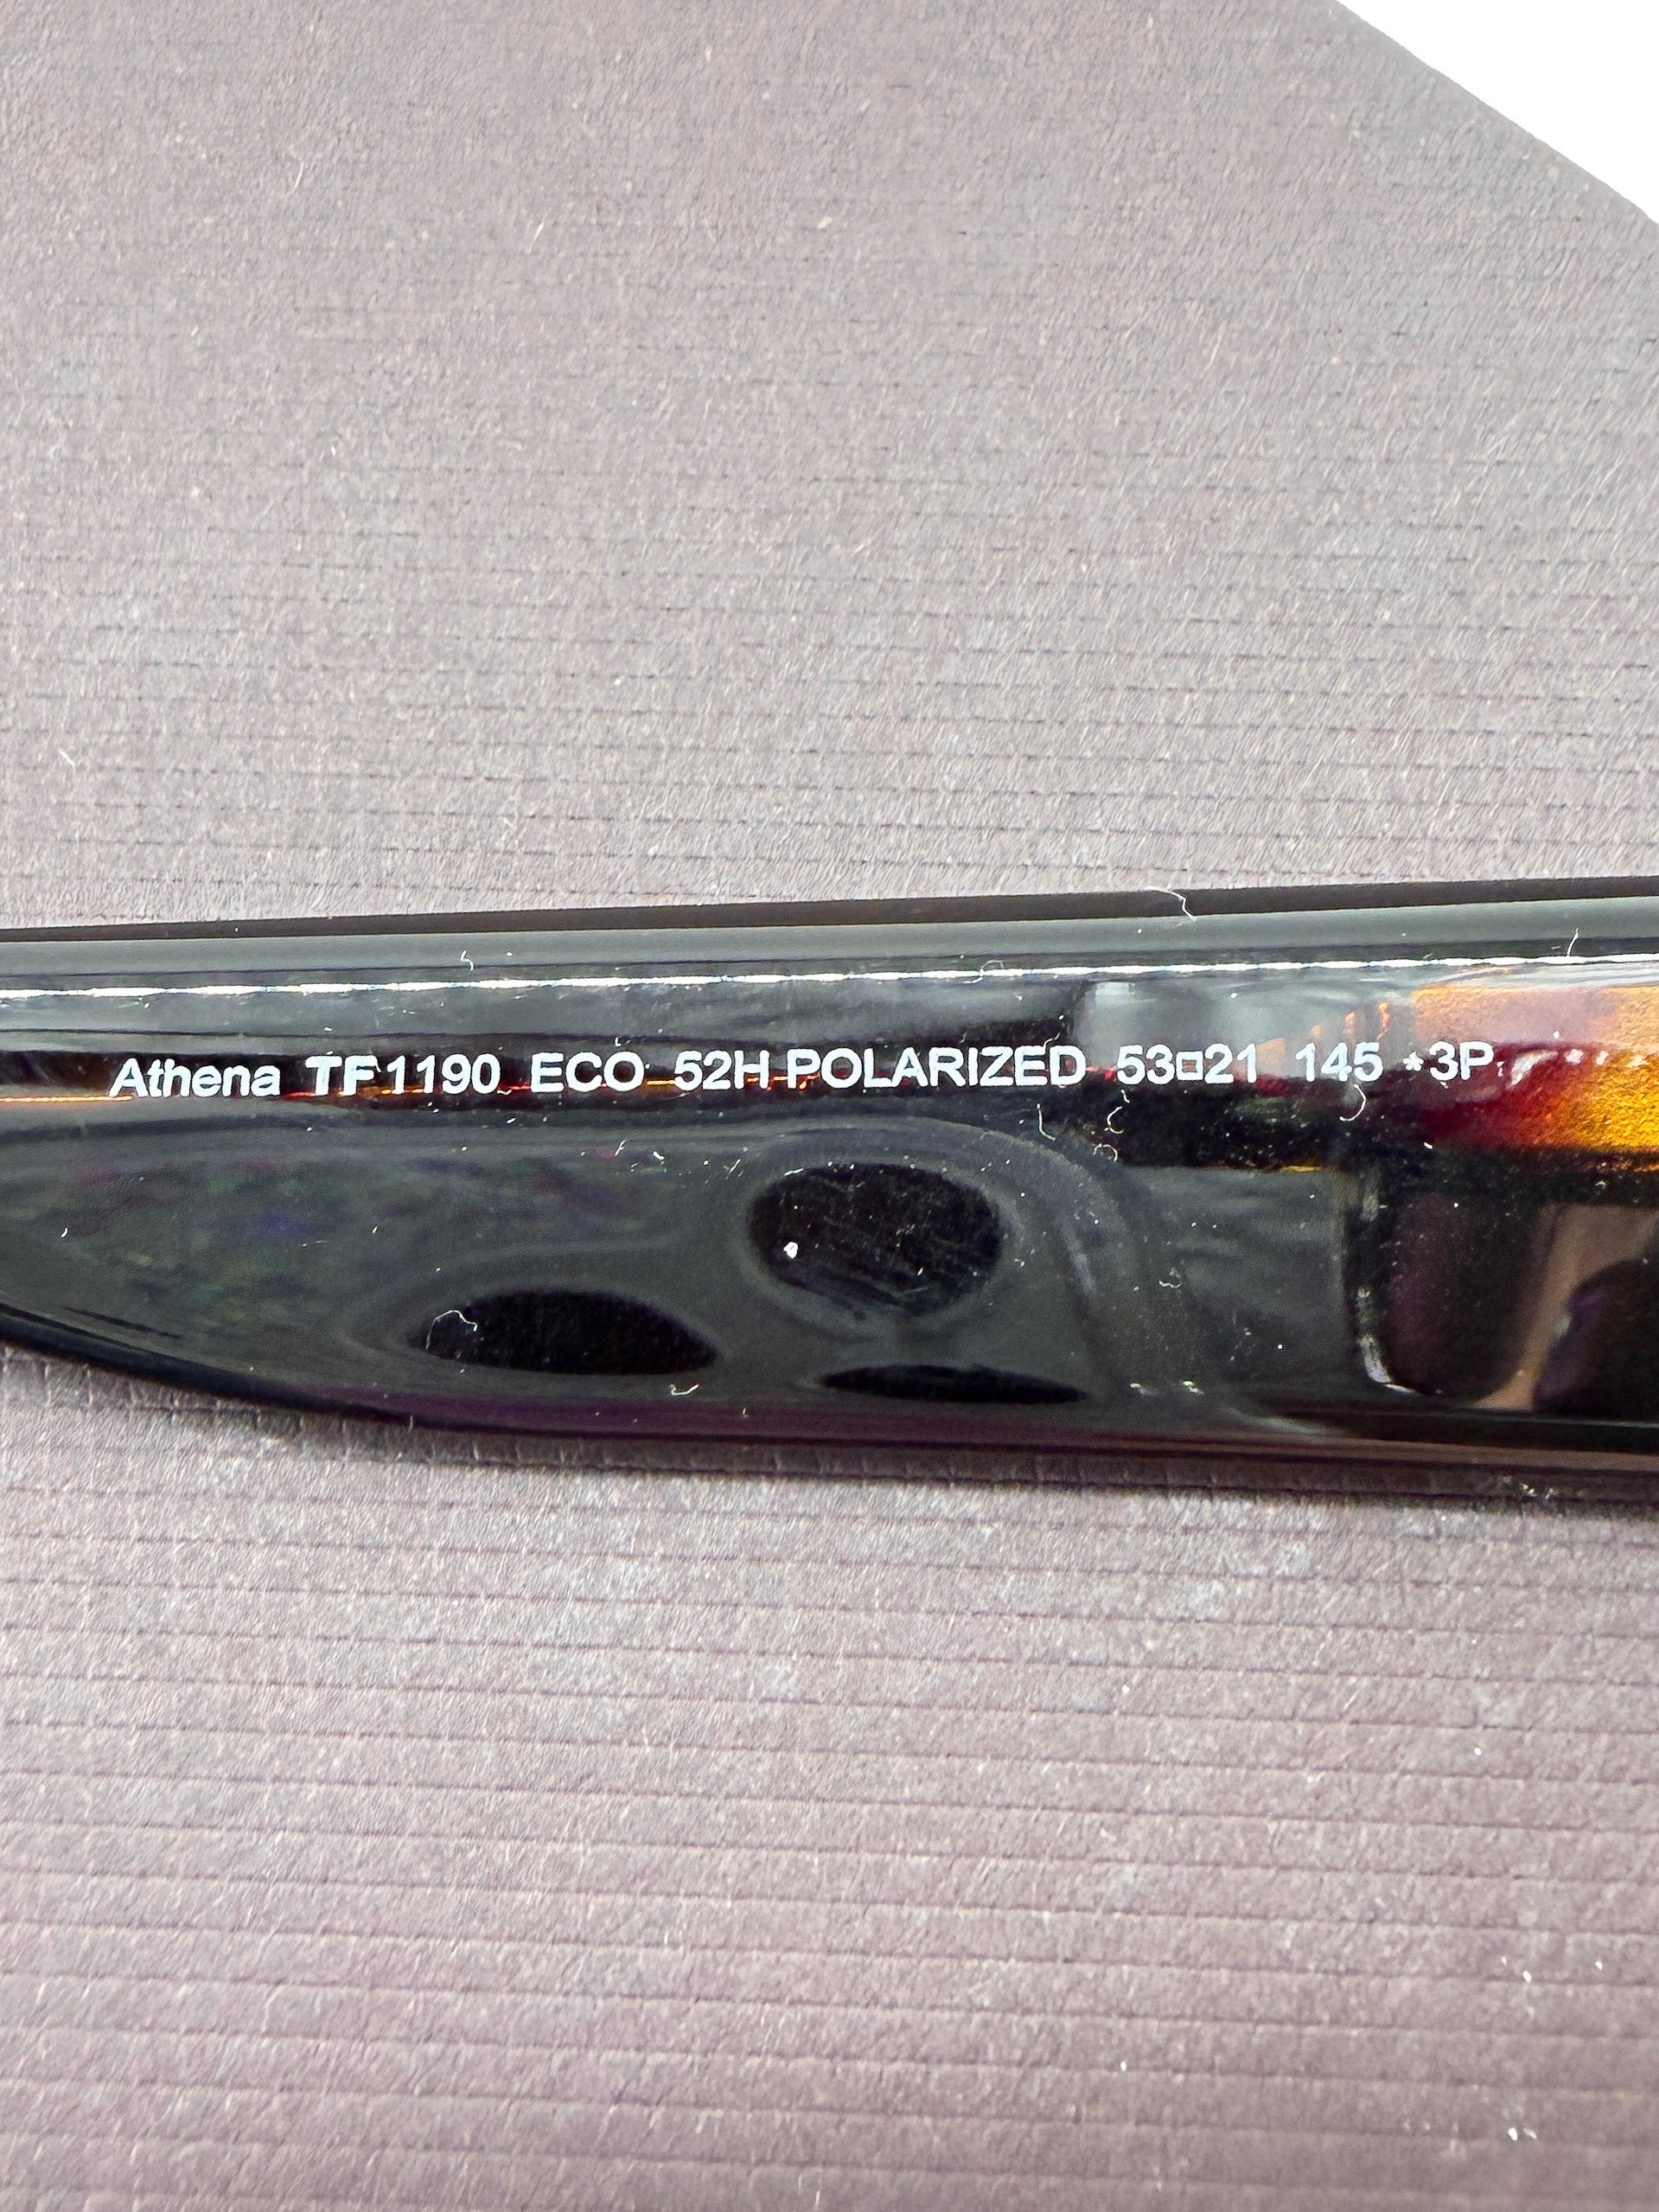 Athena TF1190 ECO 52H POLARIZED 53□21 145 *3P